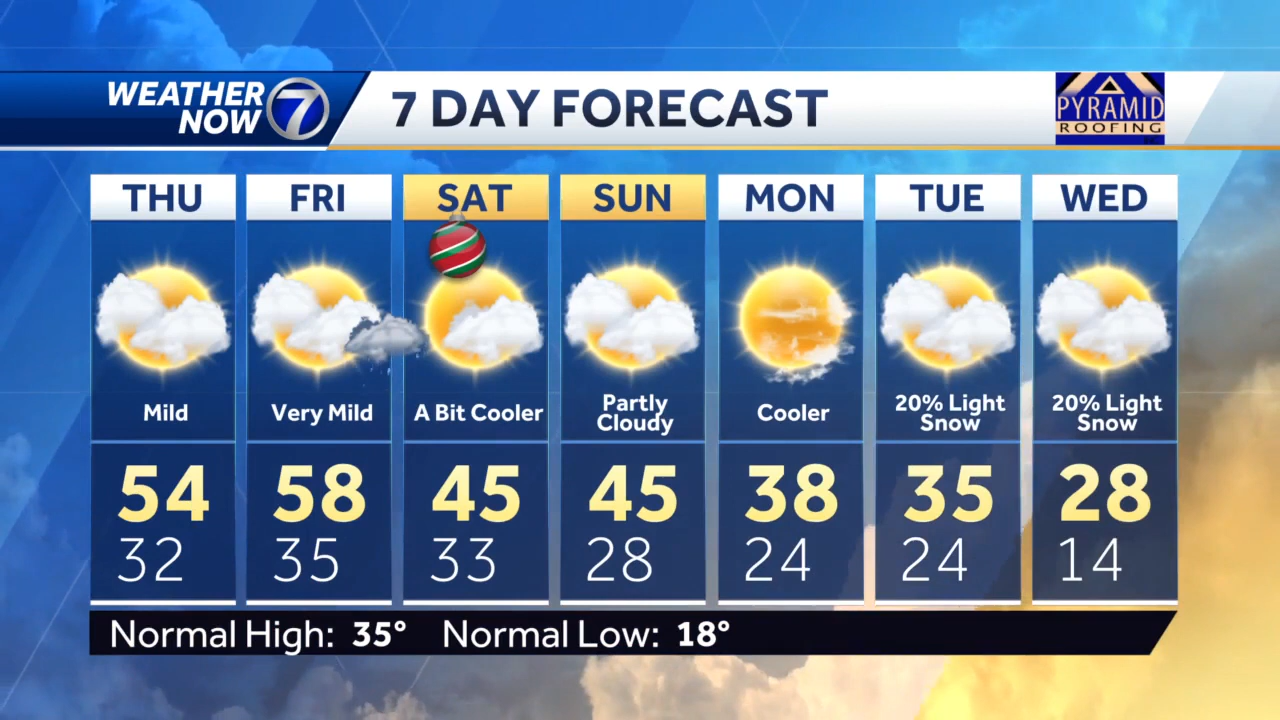 WEATHER
NOW 7
7 DAY FORECAST
PYRAMID
ROOFING
THU
FRI
SAT
SUN
MON
TUE
WED
Mild
Very Mild
A Bit Cooler
Partly
Cloudy
Cooler
20% Light
Snow
20% Light
Snow
54
58
45
45
38
35
28
32
35
33
28
24
24
14
Normal High: 35° Normal Low: 18°